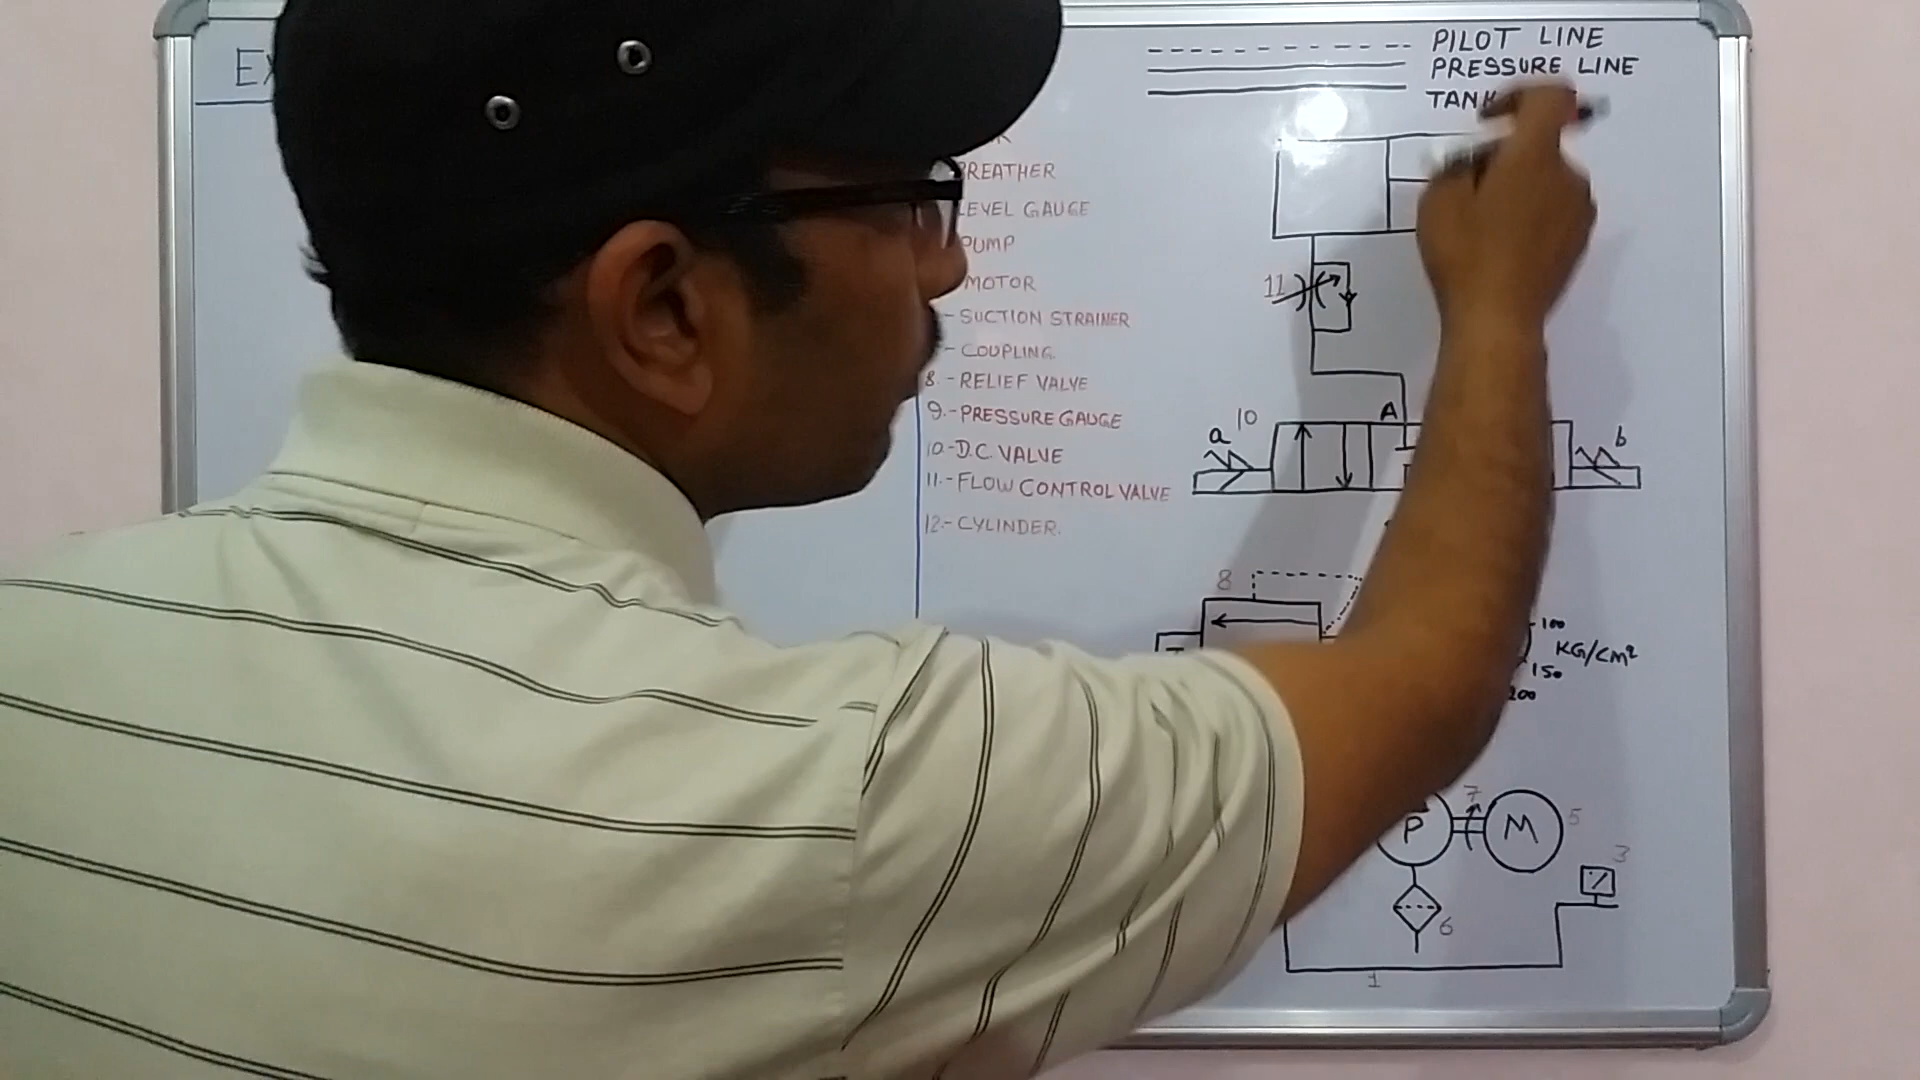 PILOT LINE
PRESSURE LINE
BREATHER
LEVEL GAUGE
PUMP
MOTOR
- SUCTION STRAINER
- COUPLING.
8. - RELIEF VALVE
9.- PRESSURE GAUGE
10.- D.C. VALVE
11.- FLOW CONTROL VALVE
12.- CYLINDER.
11
10
A
a
b
8
100
KG/CM²
150
200
7
P
M
5
3
6
1